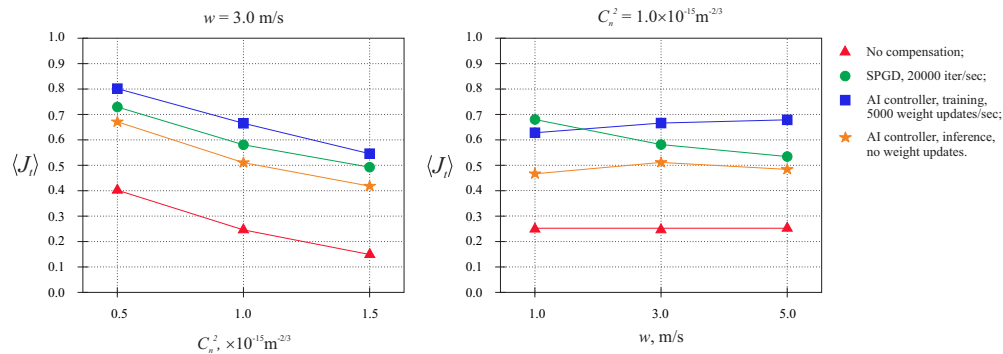 w = 3.0 m/s
1.0
0.9
0.8
0.7
0.6
0.5
0.4
0.3
0.2
0.1
0.0
⟨J_t⟩
0.5
1.0
1.5
C_n^2, ×10^-15 m^-2/3
C_n^2 = 1.0×10^-15 m^-2/3
1.0
0.9
0.8
0.7
0.6
0.5
0.4
0.3
0.2
0.1
0.0
⟨J_t⟩
1.0
3.0
5.0
w, m/s
No compensation;
SPGD, 20000 iter/sec;
AI controller, training,
5000 weight updates/sec;
AI controller, inference,
no weight updates.